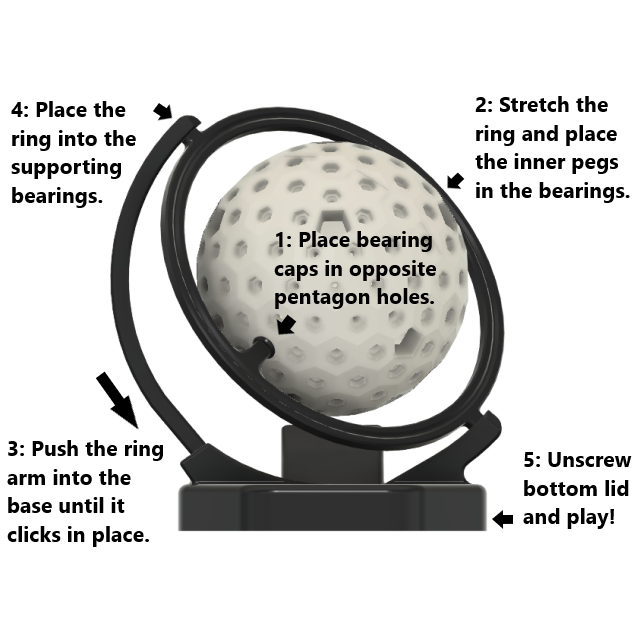 4: Place the
ring into the
supporting
bearings.
2: Stretch the
ring and place
the inner pegs
in the bearings.
1: Place bearing
caps in opposite
pentagon holes.
3: Push the ring
arm into the
base until it
clicks in place.
5: Unscrew
bottom lid
and play!